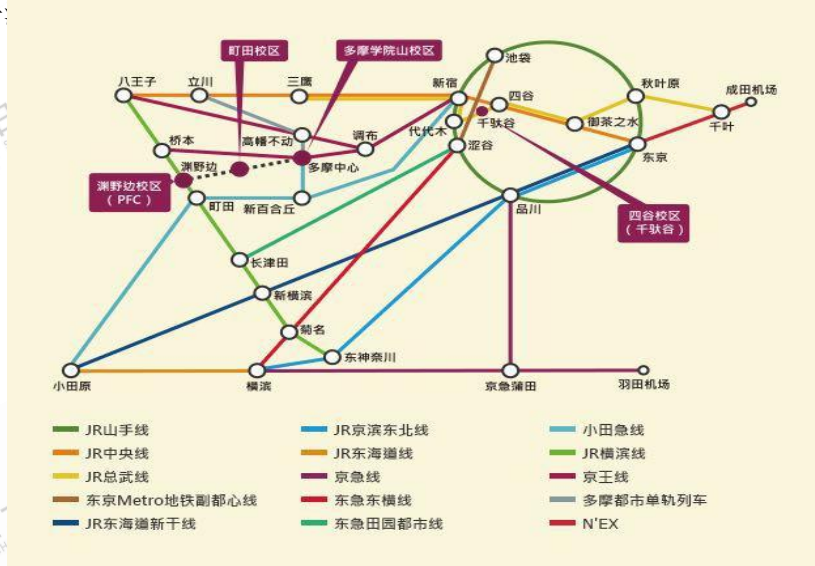 町田校区
多摩学院山校区
八王子
立川
三鹰
新宿
池袋
四谷
秋叶原
成田机场
桥本
高幡不动
调布
代代木
千驮谷
御茶之水
千叶
渊野边
多摩中心
涩谷
东京
渊野边校区
（PFC）
町田
新百合丘
品川
四谷校区
（千驮谷）
长津田
新横滨
菊名
东神奈川
小田原
横滨
京急蒲田
羽田机场
JR山手线
JR京滨东北线
小田急线
JR中央线
JR东海道线
JR横滨线
JR总武线
京急线
京王线
东京Metro地铁副都心线
东急东横线
多摩都市单轨列车
JR东海道新干线
东急田园都市线
N'EX